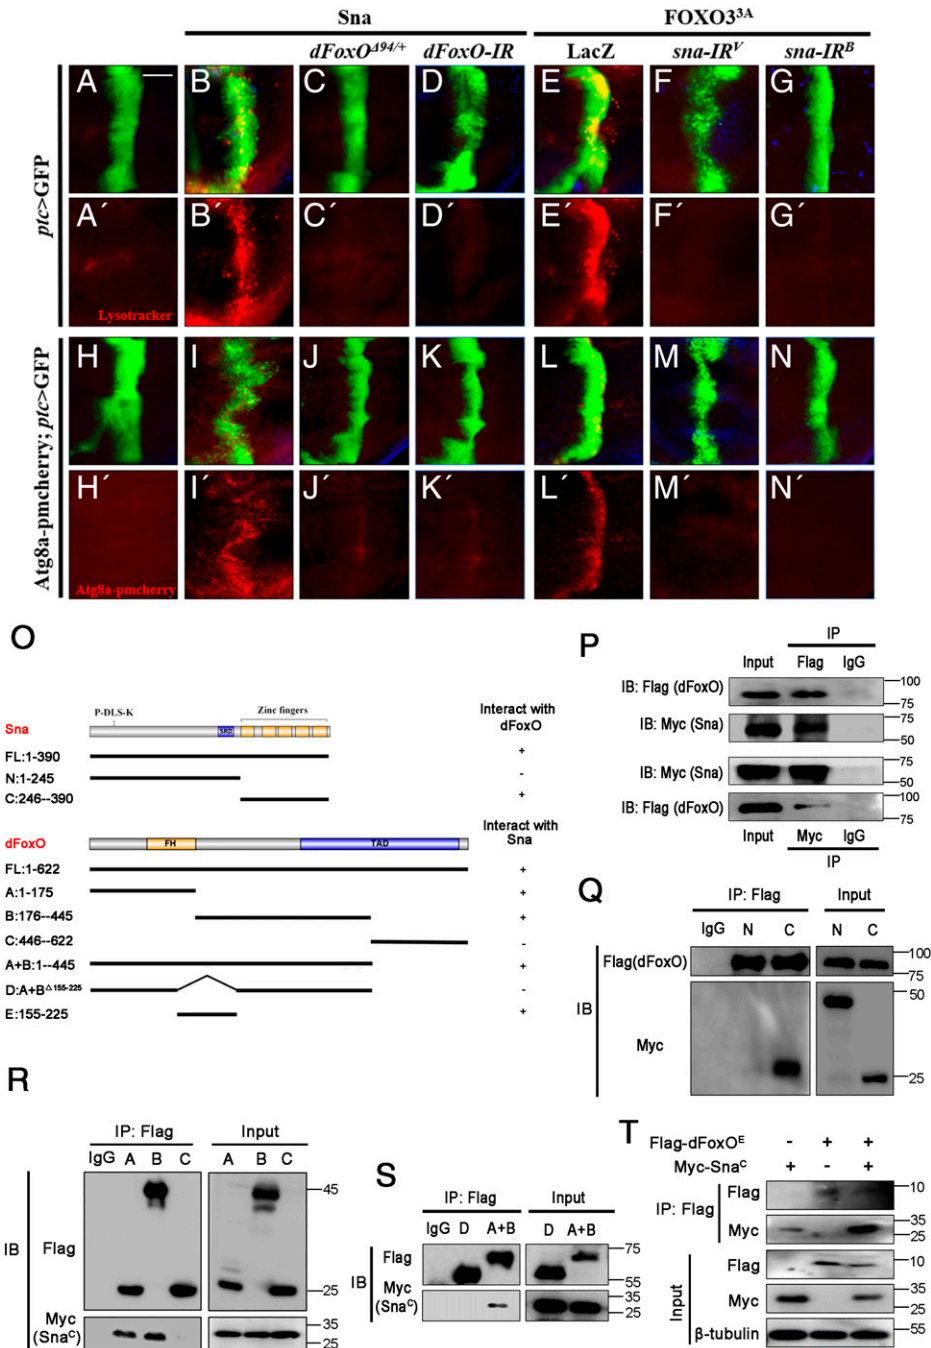 Sna FOXO3³ᴬ
dFoxO^Δ94/+ dFoxO-IR LacZ sna-IRⱽ sna-IRᴮ
ptc>GFP
A B C D E F G
A´ B´ C´ D´ E´ F´ G´
Lysotracker
Atg8a-pmcherry; ptc>GFP
H I J K L M N
H´ I´ J´ K´ L´ M´ N´
Atg8a-pmcherry
O
P-DLS-K Zinc fingers Interact with dFoxO
Sna SRD
FL:1-390 +
N:1-245 -
C:246--390 +
Interact with Sna
dFoxO FH TAD
FL:1-622 +
A:1-175 +
B:176--445 +
C:446--622 -
A+B:1--445 +
D:A+B^Δ155-225 -
E:155-225 +
P
IP
Input Flag IgG
IB: Flag (dFoxO) 100 75
IB: Myc (Sna) 75 50
IB: Myc (Sna) 75 50
IB: Flag (dFoxO) 100 75
Input Myc IgG
IP
Q
IP: Flag Input
IgG N C N C
Flag(dFoxO) 100 75
IB
Myc 50 25
R
IP: Flag Input
IgG A B C A B C
IB
Flag 45 25
Myc (Snaᶜ) 35 25
S
IP: Flag Input
IgG D A+B D A+B
IB
Flag 75 55
Myc (Snaᶜ) 35 25
T
Flag-dFoxOᴱ - + +
Myc-Snaᶜ + - +
IP: Flag
Flag 10
Myc 35 25
Input
Flag 10
Myc 35 25
β-tubulin 55